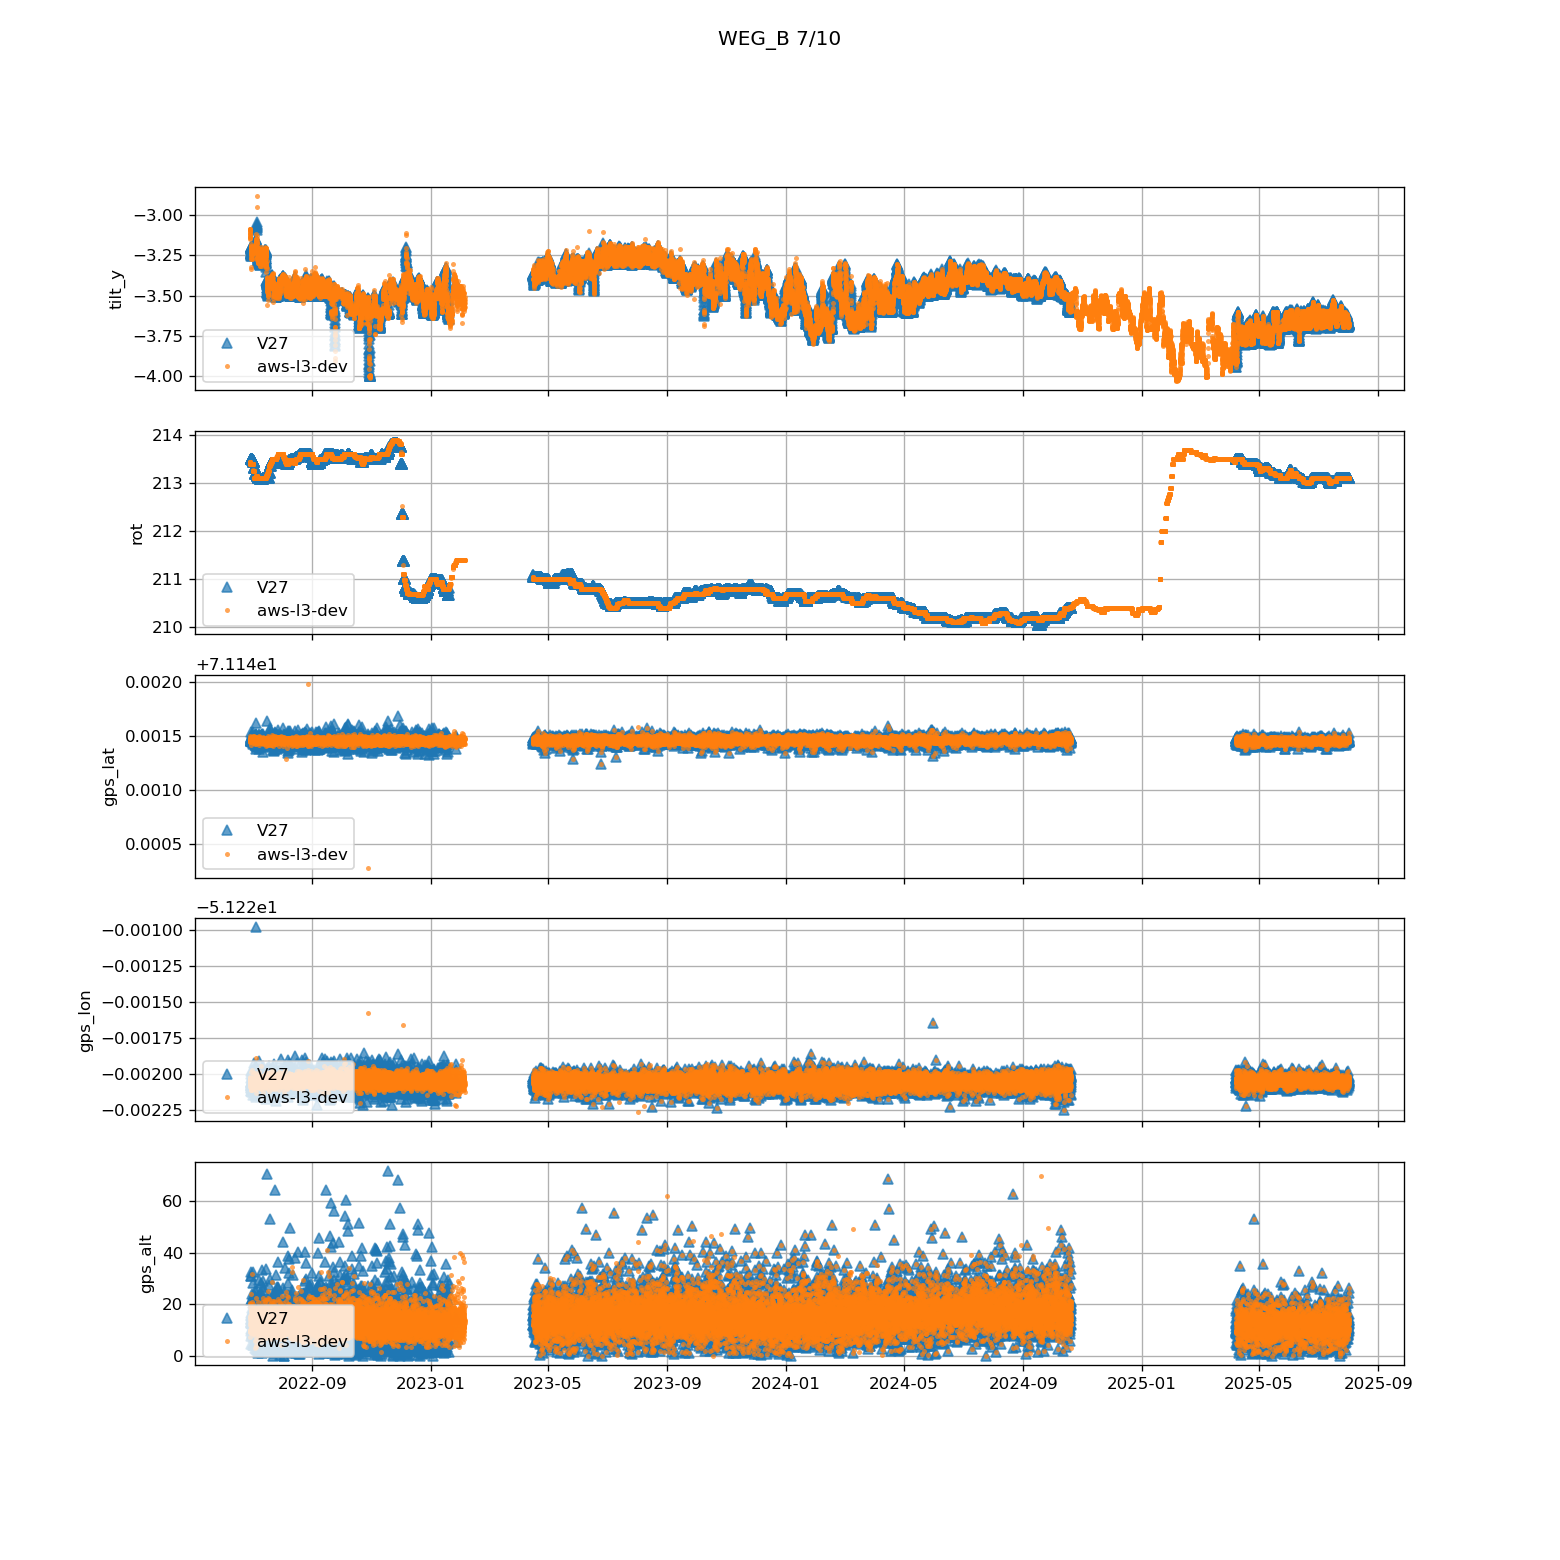 WEG_B 7/10
−3.00
−3.25
−3.50
−3.75
−4.00
tilt_y
V27
aws-l3-dev
214
213
212
211
210
rot
V27
aws-l3-dev
+7.114e1
0.0020
0.0015
0.0010
0.0005
gps_lat
V27
aws-l3-dev
−5.122e1
−0.00100
−0.00125
−0.00150
−0.00175
−0.00200
−0.00225
gps_lon
V27
aws-l3-dev
60
40
20
0
gps_alt
V27
aws-l3-dev
2022-09
2023-01
2023-05
2023-09
2024-01
2024-05
2024-09
2025-01
2025-05
2025-09